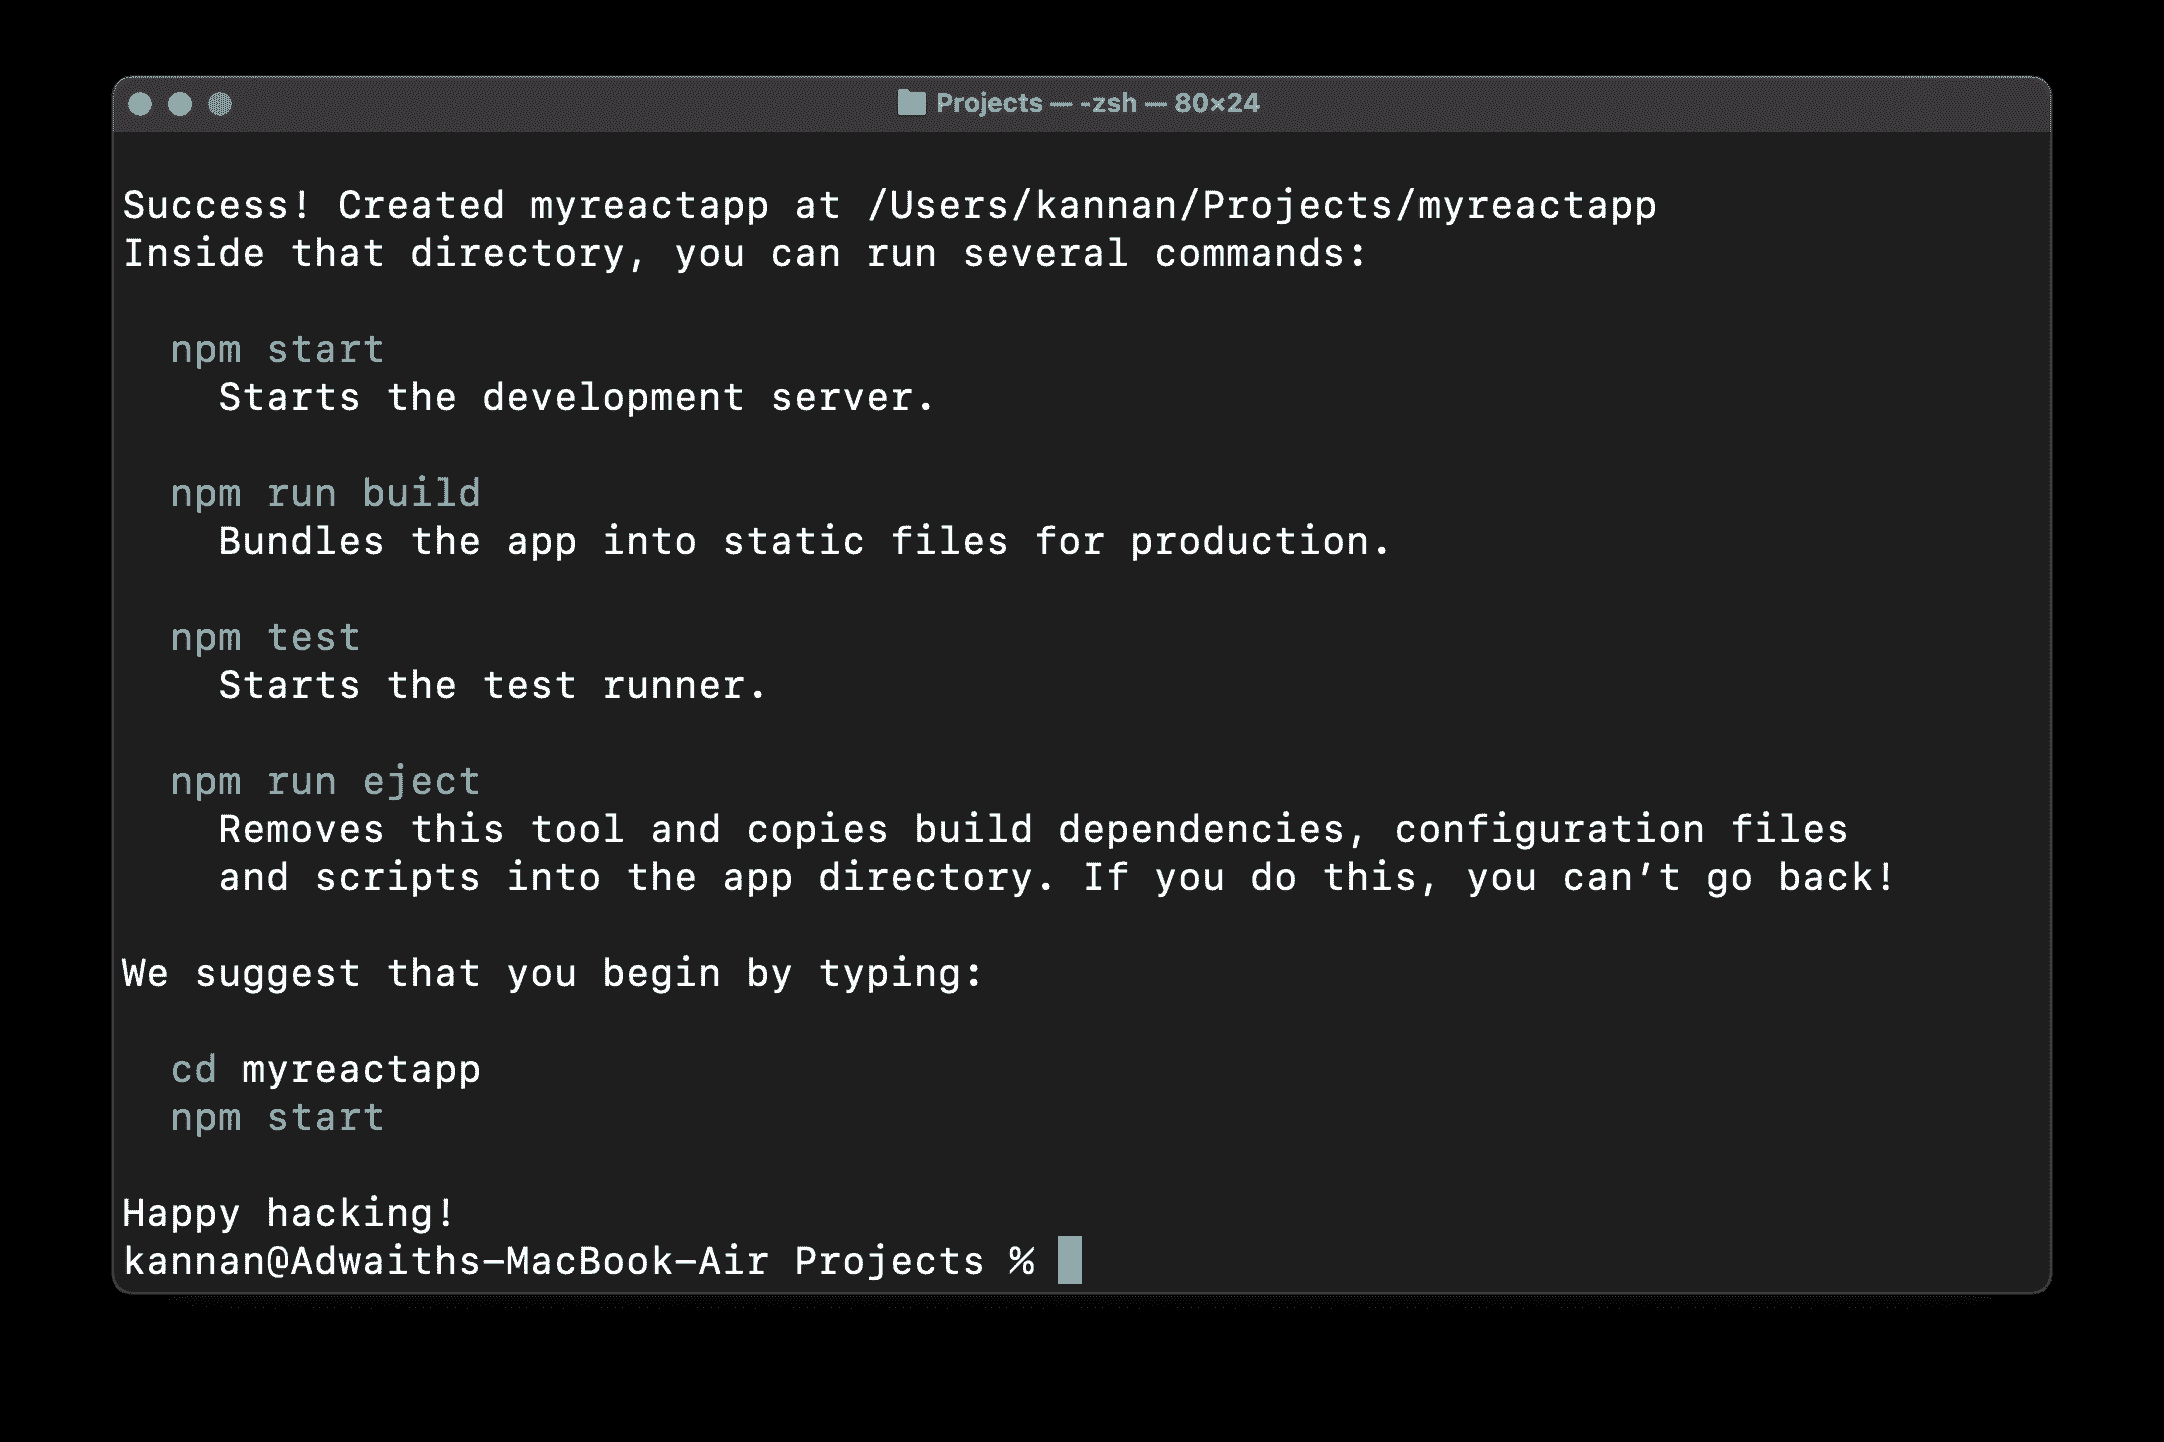 Projects — -zsh — 80×24
Success! Created myreactapp at /Users/kannan/Projects/myreactapp
Inside that directory, you can run several commands:
npm start
Starts the development server.
npm run build
Bundles the app into static files for production.
npm test
Starts the test runner.
npm run eject
Removes this tool and copies build dependencies, configuration files
and scripts into the app directory. If you do this, you can’t go back!
We suggest that you begin by typing:
cd myreactapp
npm start
Happy hacking!
kannan@Adwaiths-MacBook-Air Projects %